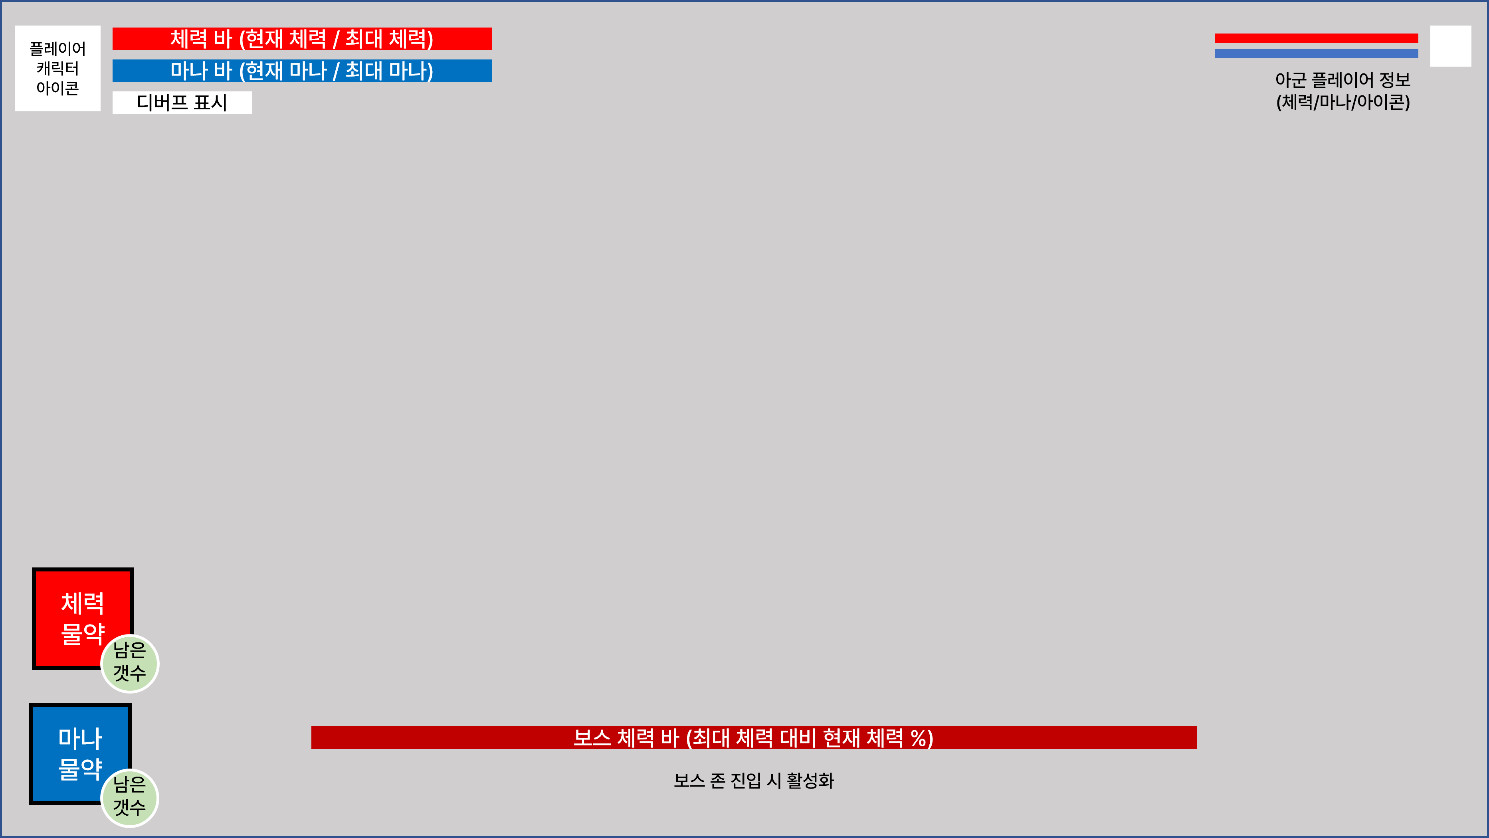 플레이어
캐릭터
아이콘
체력 바 (현재 체력 / 최대 체력)
마나 바 (현재 마나 / 최대 마나)
디버프 표시
아군 플레이어 정보
(체력/마나/아이콘)
체력
물약
남은
갯수
마나
물약
남은
갯수
보스 체력 바 (최대 체력 대비 현재 체력 %)
보스 존 진입 시 활성화